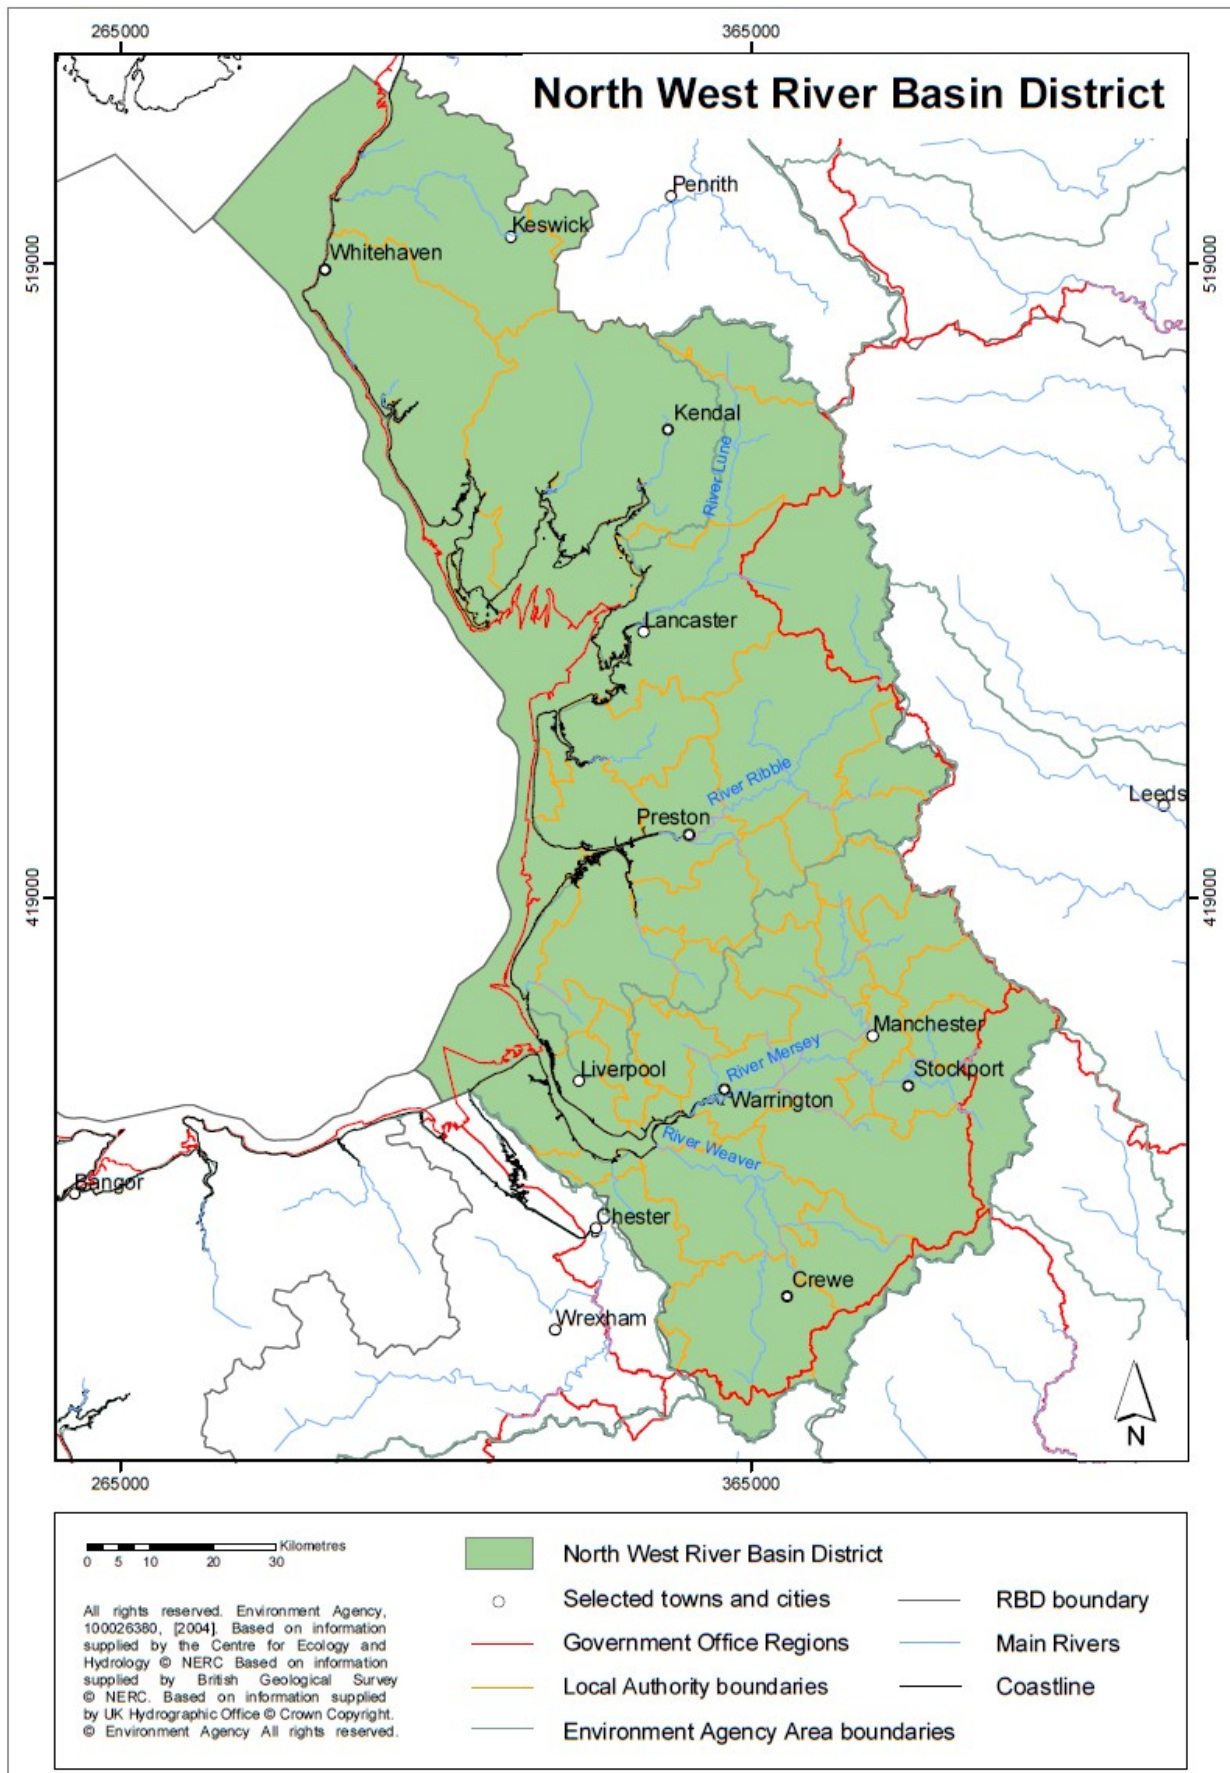 265000
365000
North West River Basin District
Penrith
Keswick
Whitehaven
519000
519000
Kendal
River Lune
Lancaster
River Ribble
Leeds
Preston
419000
419000
Manchester
River Mersey
Liverpool
Stockport
Warrington
River Weaver
Bangor
Chester
Crewe
Wrexham
N
265000
365000
Kilometres
0 5 10 20 30
All rights reserved. Environment Agency,
100026380, [2004]. Based on information
supplied by the Centre for Ecology and
Hydrology © NERC Based on information
supplied by British Geological Survey
© NERC. Based on information supplied
by UK Hydrographic Office © Crown Copyright.
© Environment Agency All rights reserved.
North West River Basin District
Selected towns and cities
RBD boundary
Government Office Regions
Main Rivers
Local Authority boundaries
Coastline
Environment Agency Area boundaries